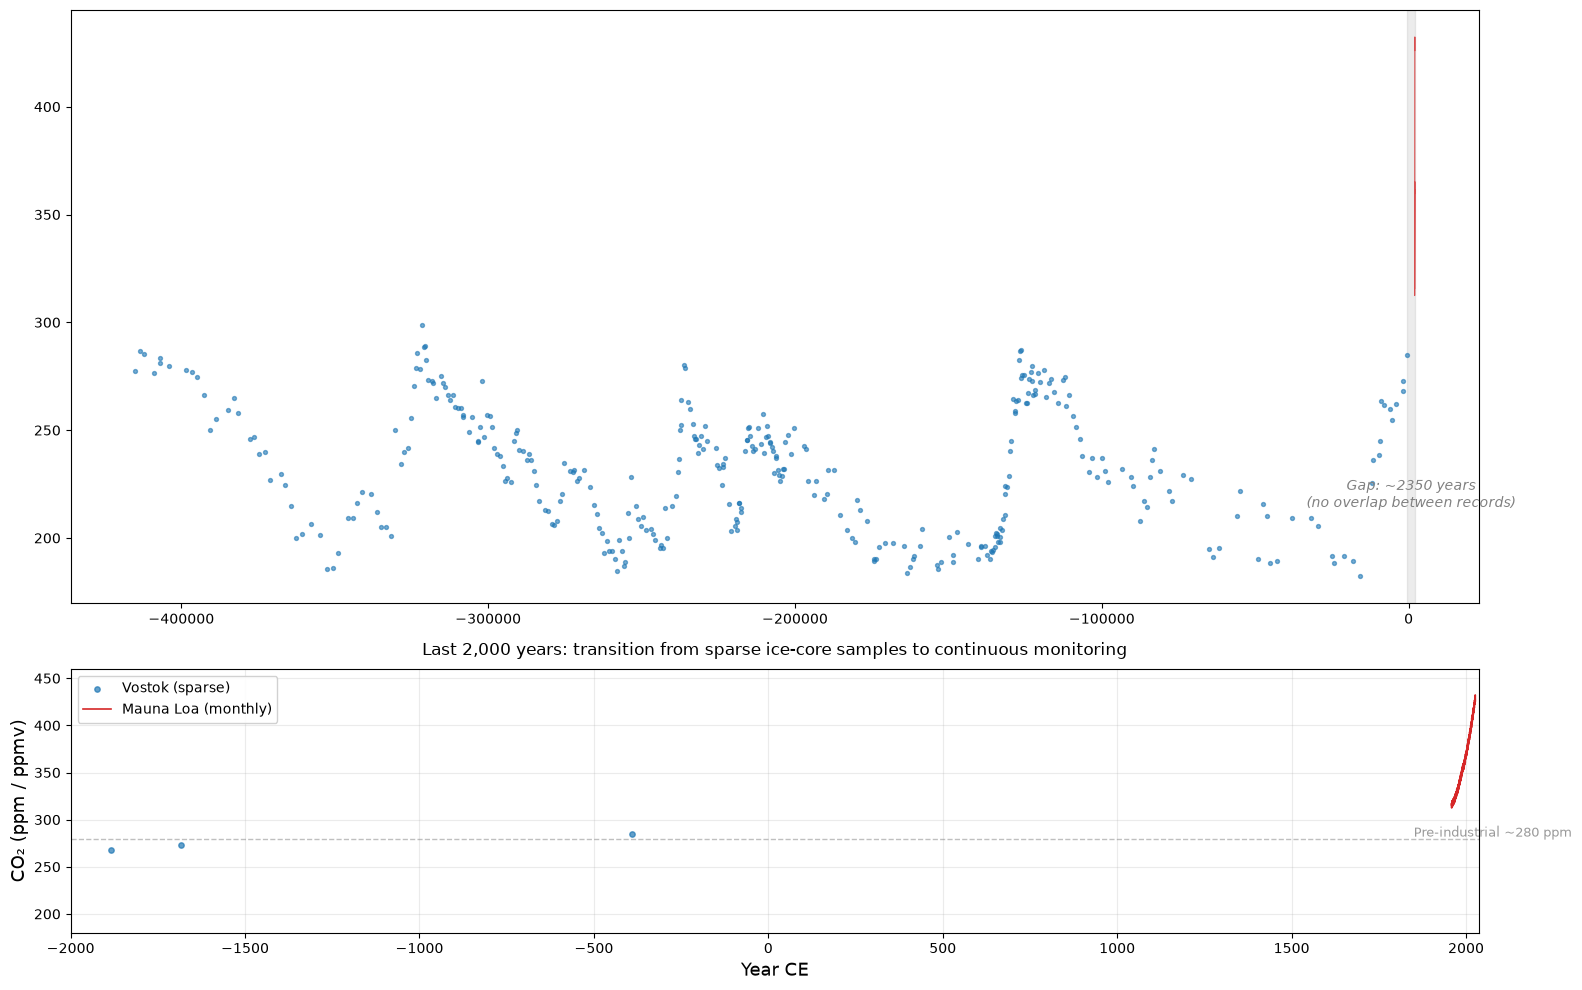 400
350
300
250
200
Gap: ~2350 years
(no overlap between records)
−400000 −300000 −200000 −100000 0
Last 2,000 years: transition from sparse ice-core samples to continuous monitoring
CO₂ (ppm / ppmv)
450
400
350
300
250
200
Vostok (sparse)
Mauna Loa (monthly)
Pre-industrial ~280 ppm
−2000 −1500 −1000 −500 0 500 1000 1500 2000
Year CE